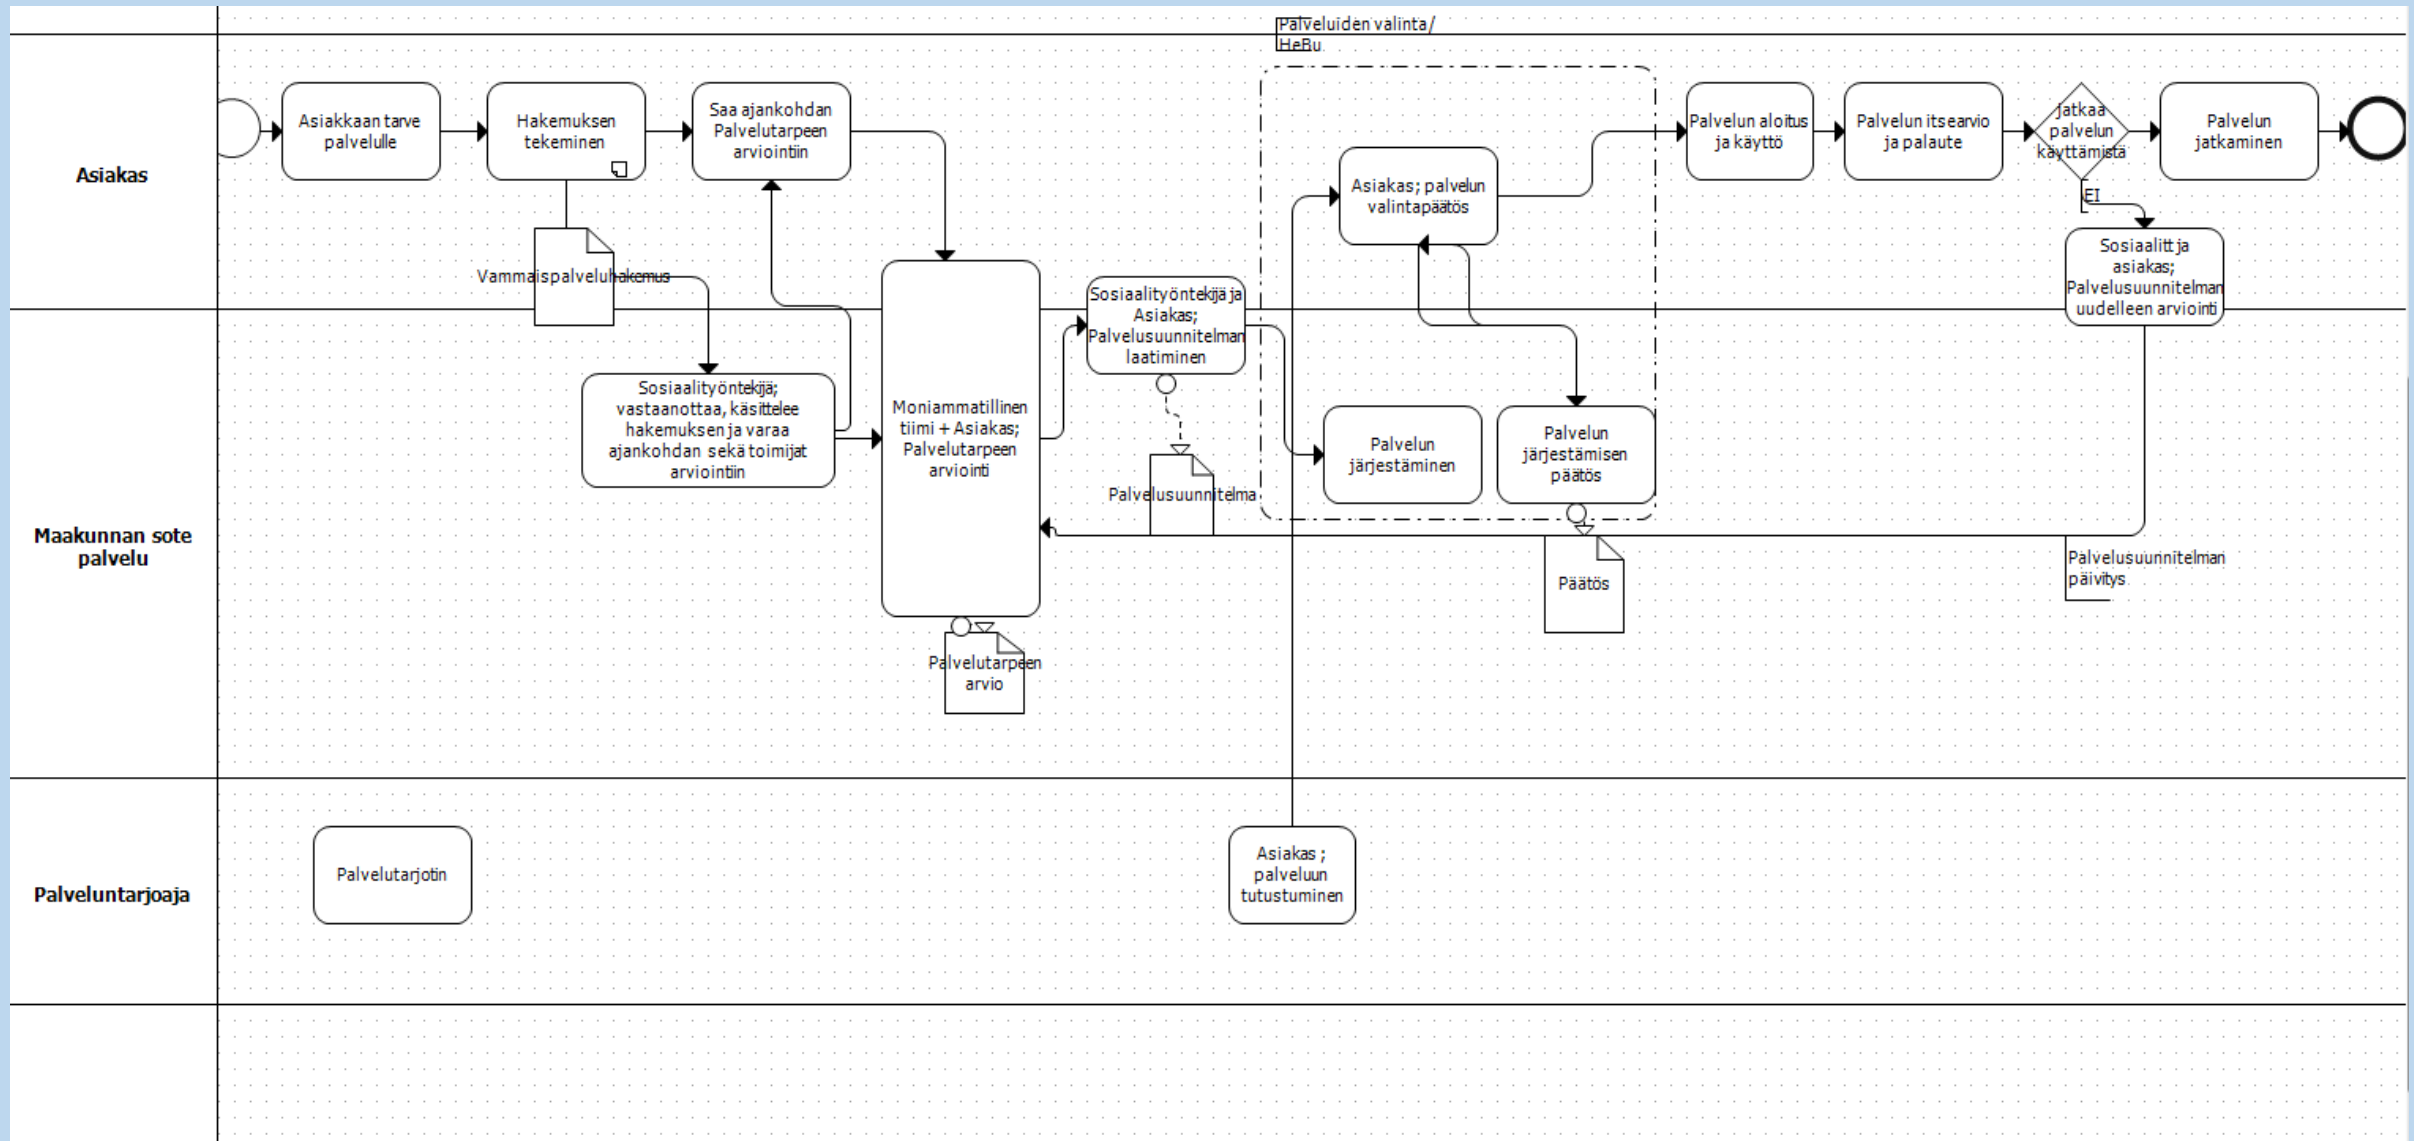 Palveluiden valinta/
HeBu
Asiakas
Asiakkaan tarve
palvelulle
Hakemuksen
tekeminen
Saa ajankohdan
Palvelutarpeen
arviointiin
Asiakas; palvelun
valintapäätös
Palvelun aloitus
ja käyttö
Palvelun itsearvio
ja palaute
jatkaa
palvelun
käyttämistä
Palvelun
jatkaminen
EI
Vammaispalveluhakemus
Sosiaalityöntekijä ja
Asiakas;
Palvelusuunnitelman
laatiminen
Sosiaalitt ja
asiakas;
Palvelusuunnitelman
uudelleen arviointi
Maakunnan sote
palvelu
Sosiaalityöntekijä;
vastaanottaa, käsittelee
hakemuksen ja varaa
ajankohdan sekä toimijat
arviointiin
Moniammatillinen
tiimi + Asiakas;
Palvelutarpeen
arviointi
Palvelun
järjestäminen
Palvelun
järjestämisen
päätös
Palvelusuunnitelma
Päätös
Palvelusuunnitelman
päivitys
Palvelutarpeen
arvio
Palveluntarjoaja
Palvelutarjotin
Asiakas ;
palveluun
tutustuminen